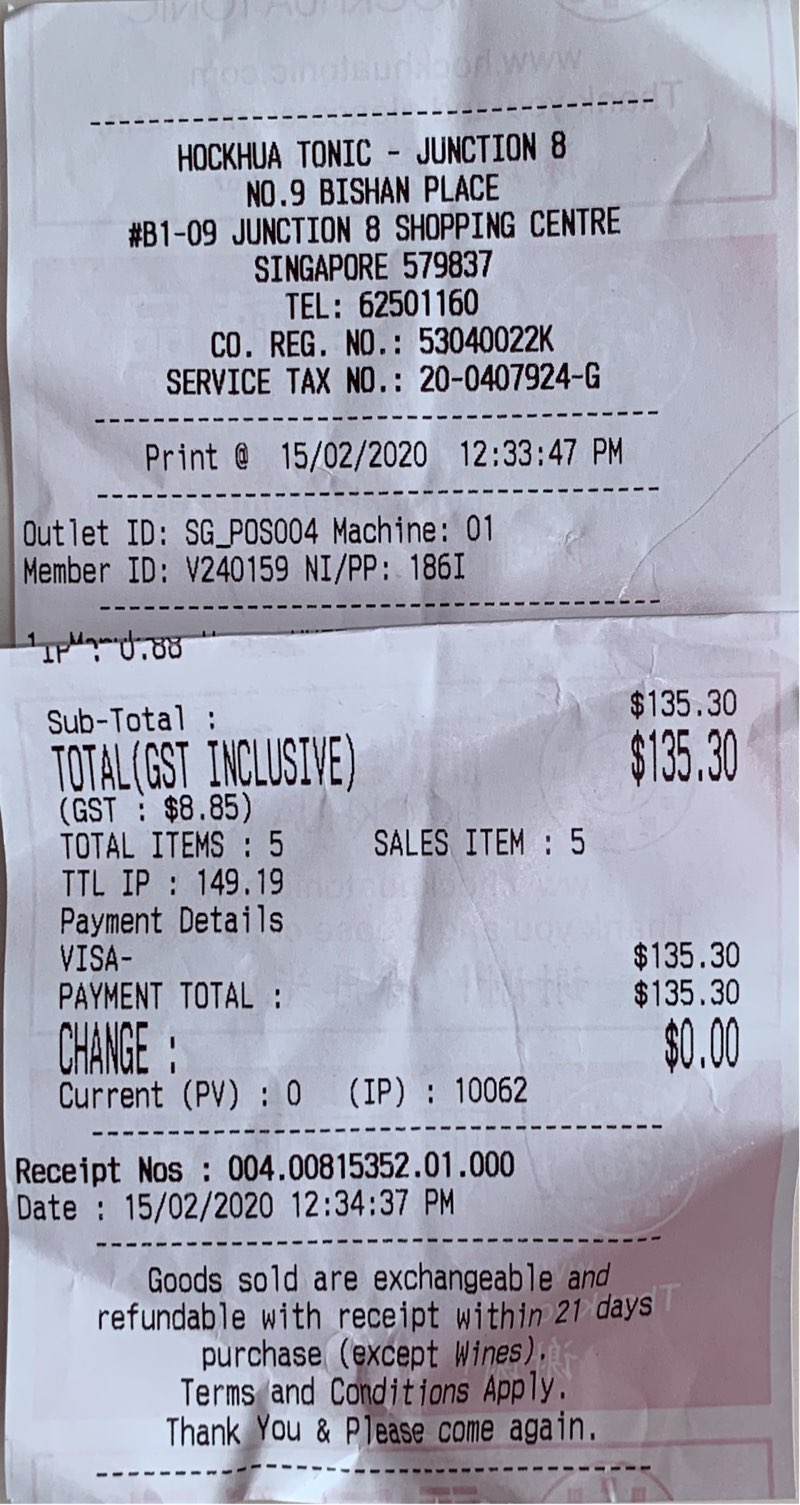 HOCKHUA TONIC - JUNCTION 8
NO.9 BISHAN PLACE
#B1-09 JUNCTION 8 SHOPPING CENTRE
SINGAPORE 579837
TEL: 62501160
CO. REG. NO.: 53040022K
SERVICE TAX NO.: 20-0407924-G
Print @ 15/02/2020 12:33:47 PM
Outlet ID: SG_POS004 Machine: 01
Member ID: V240159 NI/PP: 186I
IP : 0.88
Sub-Total : $135.30
TOTAL(GST INCLUSIVE) $135.30
(GST : $8.85)
TOTAL ITEMS : 5 SALES ITEM : 5
TTL IP : 149.19
Payment Details
VISA- $135.30
PAYMENT TOTAL : $135.30
CHANGE : $0.00
Current (PV) : 0 (IP) : 10062
Receipt Nos : 004.00815352.01.000
Date : 15/02/2020 12:34:37 PM
Goods sold are exchangeable and
refundable with receipt within 21 days
purchase (except Wines).
Terms and Conditions Apply.
Thank You & Please come again.